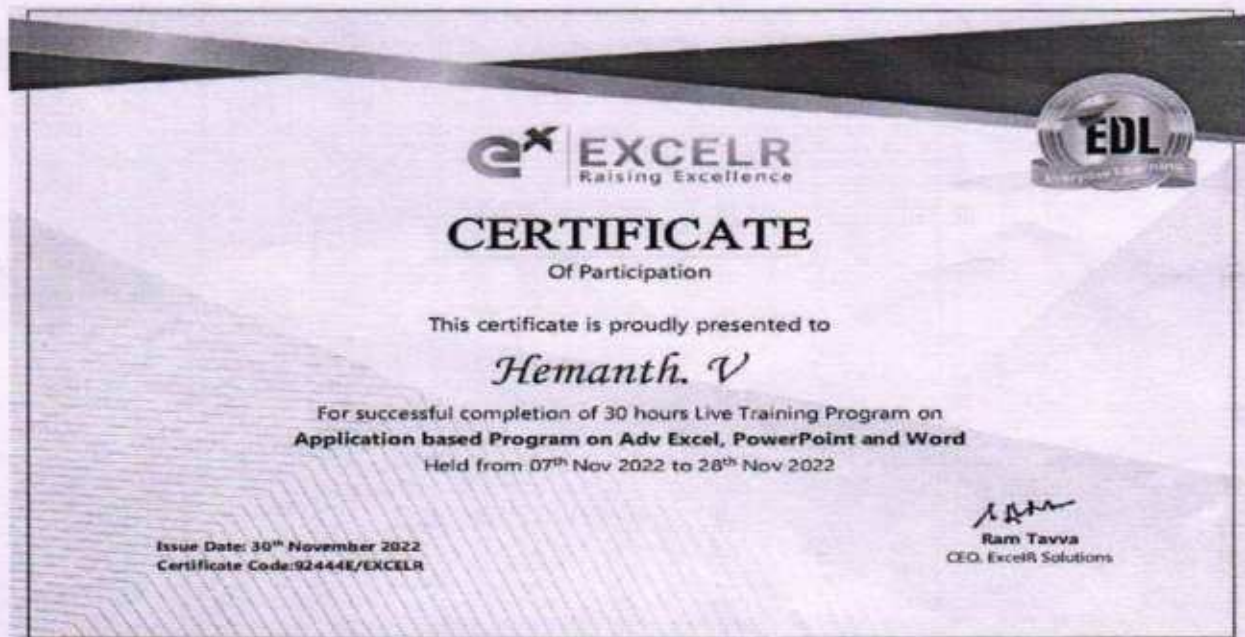 ex EXCELR
Raising Excellence
EDL
CERTIFICATE
Of Participation
This certificate is proudly presented to
Hemanth. V
For successful completion of 30 hours Live Training Program on
Application based Program on Adv Excel, PowerPoint and Word
Held from 07th Nov 2022 to 28th Nov 2022
Issue Date: 30th November 2022
Certificate Code:92444E/EXCELR
Ram Tavva
CEO, ExcelR Solutions